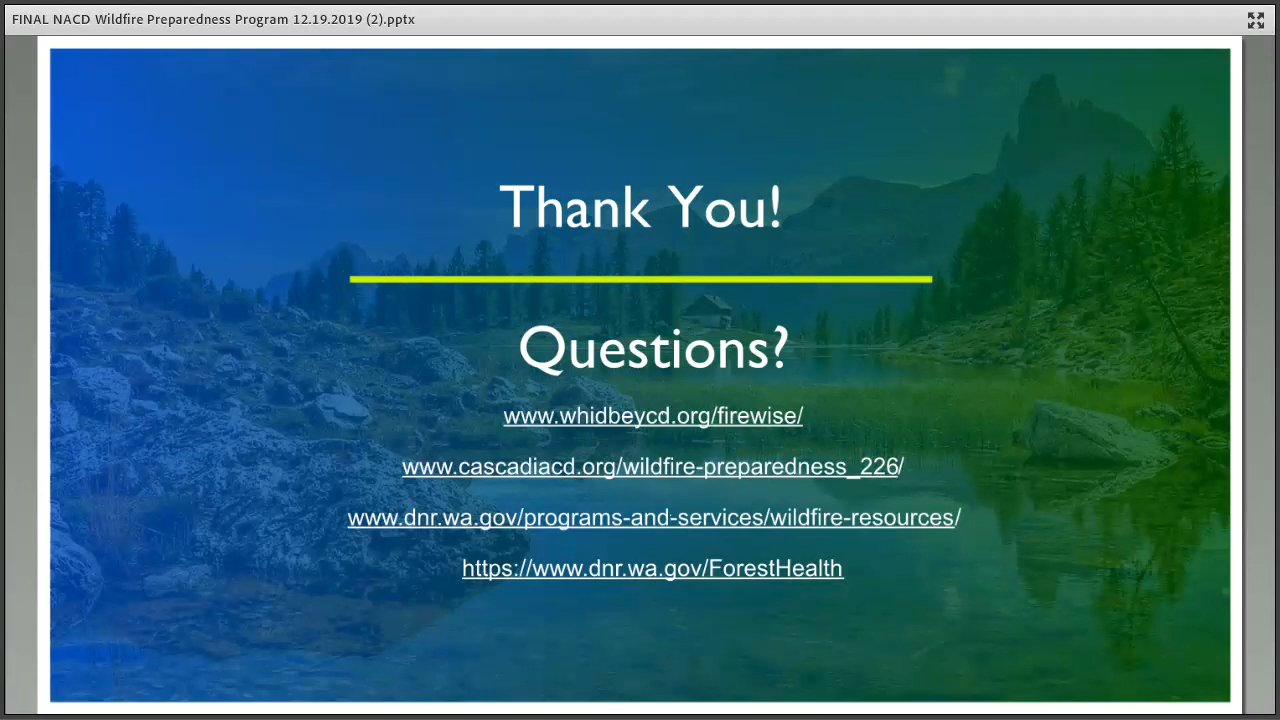 FINAL NACD Wildfire Preparedness Program 12.19.2019 (2).pptx
Thank You!
Questions?
www.whidbeycd.org/firewise/
www.cascadiacd.org/wildfire-preparedness_226/
www.dnr.wa.gov/programs-and-services/wildfire-resources/
https://www.dnr.wa.gov/ForestHealth